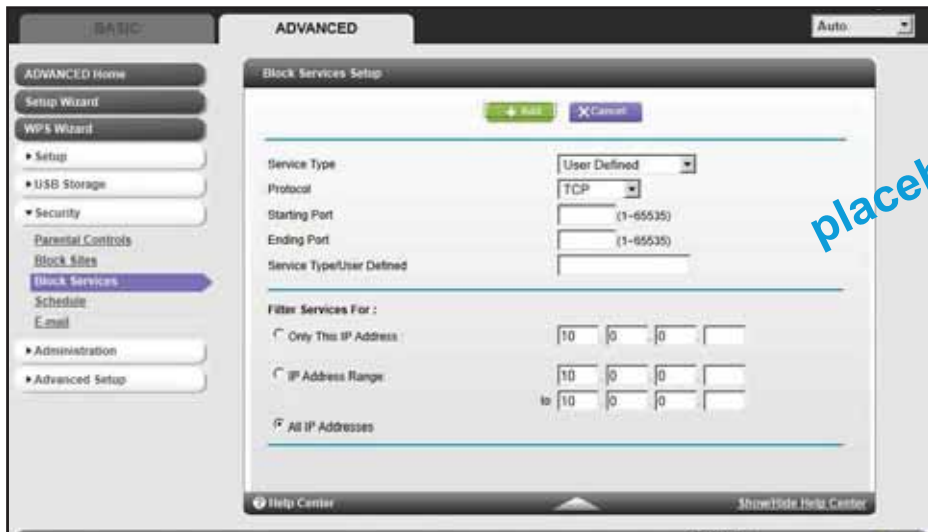 BASIC
ADVANCED
Auto
ADVANCED Home
Setup Wizard
WPS Wizard
Setup
USB Storage
Security
Parental Controls
Block Sites
Block Services
Schedule
E-mail
Administration
Advanced Setup
Block Services Setup
+ Add
X Cancel
Service Type
User Defined
Protocol
TCP
Starting Port
(1~65535)
Ending Port
(1~65535)
Service Type/User Defined
Filter Services For :
Only This IP Address :
10 . 0 . 0 .
IP Address Range:
10 . 0 . 0 .
to 10 . 0 . 0 .
All IP Addresses
Help Center
Show/Hide Help Center